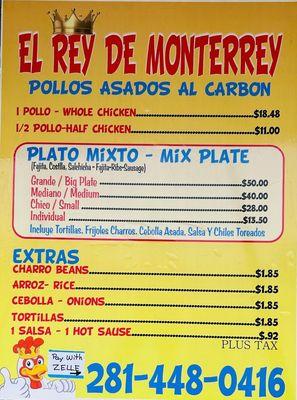 EL REY DE MONTERREY
POLLOS ASADOS AL CARBON
1 POLLO - WHOLE CHICKEN $18.48
1/2 POLLO-HALF CHICKEN $11.00
PLATO MIXTO - MIX PLATE
(Fajita, Costilla, Salchicha - Fajita-Ribs-Sausage)
Grande / Big Plate $50.00
Mediano / Medium $40.00
Chico / Small $28.00
Individual $13.50
Incluye Tortillas, Frijoles Charros, Cebolla Asada, Salsa Y Chiles Toreados
EXTRAS
CHARRO BEANS $1.85
ARROZ- RICE $1.85
CEBOLLA - ONIONS $1.85
TORTILLAS $1.85
1 SALSA - 1 HOT SAUSE $.92
PLUS TAX
Pay With
ZELLE
281-448-0416